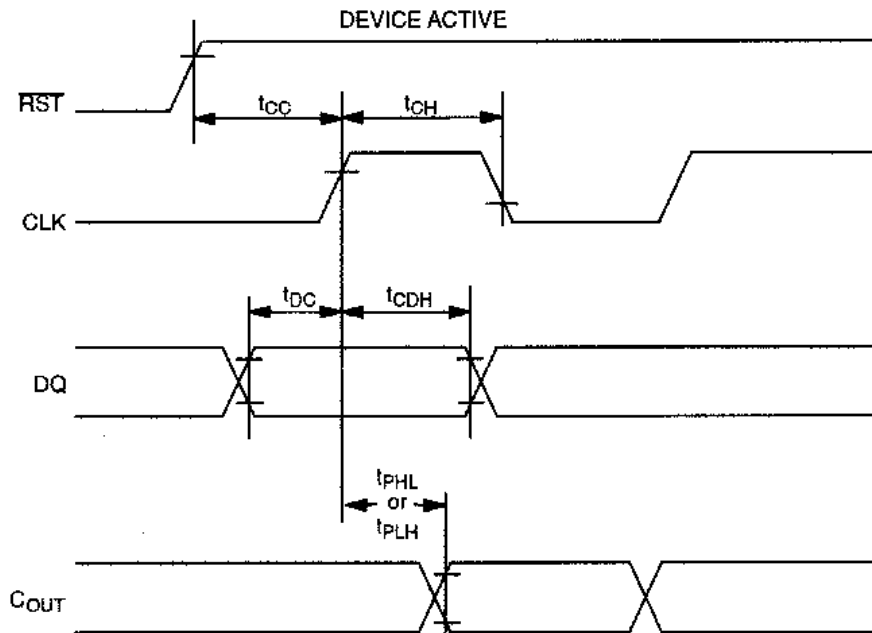 DEVICE ACTIVE
RST
tCC
tCH
CLK
tDC
tCDH
DQ
tPHL
or
tPLH
COUT